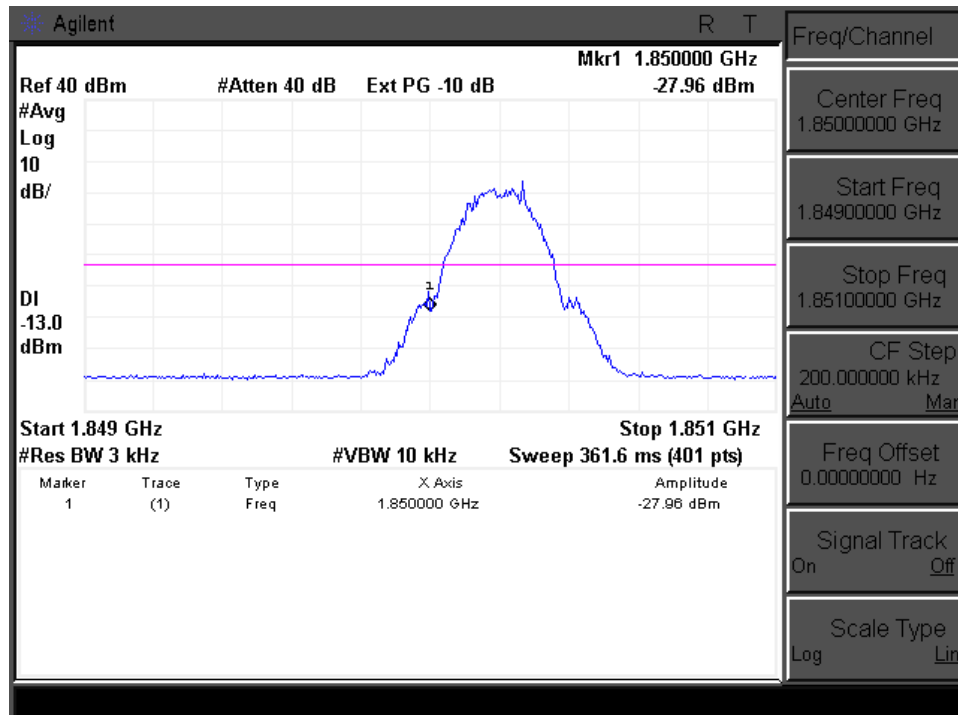 Agilent R T
Mkr1 1.850000 GHz
Ref 40 dBm #Atten 40 dB Ext PG -10 dB -27.96 dBm
#Avg
Log
10
dB/
1
DI
-13.0
dBm
Start 1.849 GHz Stop 1.851 GHz
#Res BW 3 kHz #VBW 10 kHz Sweep 361.6 ms (401 pts)
Marker Trace Type X Axis Amplitude
1 (1) Freq 1.850000 GHz -27.96 dBm
Freq/Channel
Center Freq
1.85000000 GHz
Start Freq
1.84900000 GHz
Stop Freq
1.85100000 GHz
CF Step
200.000000 kHz
Auto Mar
Freq Offset
0.00000000 Hz
Signal Track
On Off
Scale Type
Log Lin